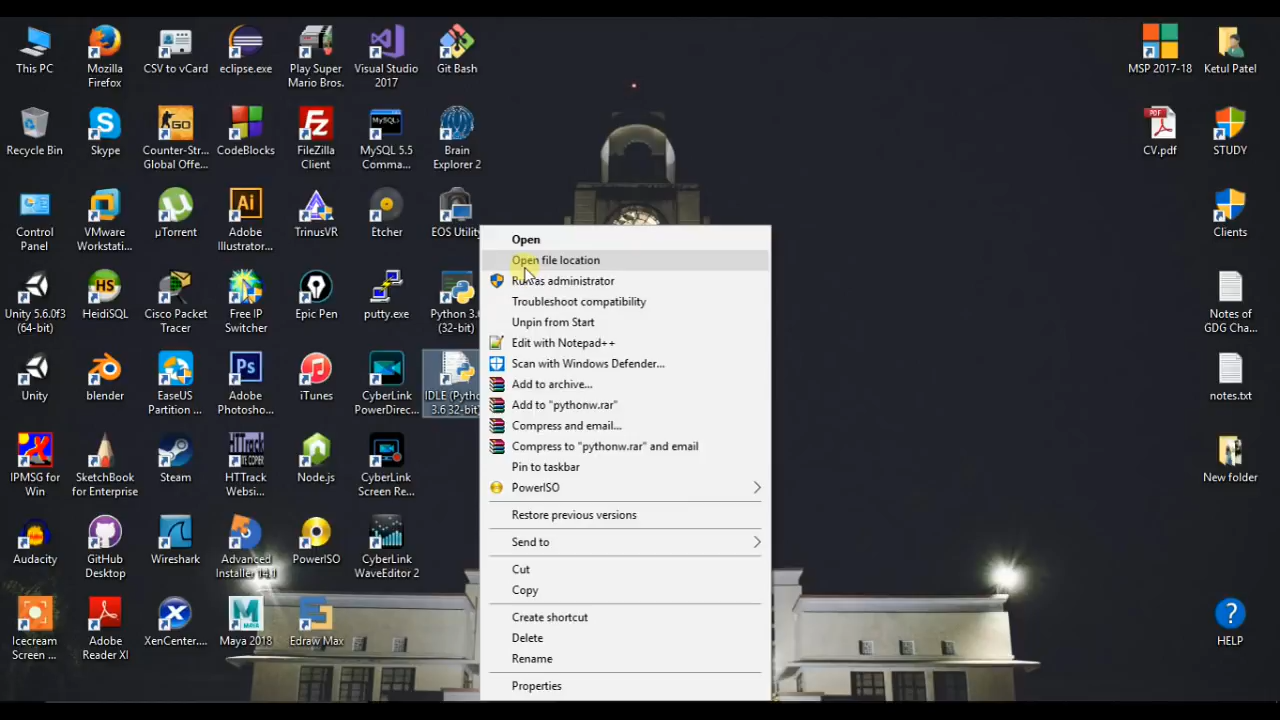 This PC
Mozilla
Firefox
CSV to vCard
eclipse.exe
Play Super
Mario Bros.
Visual Studio
2017
Git Bash
MSP 2017-18
Ketul Patel
Recycle Bin
Skype
Counter-Str...
Global Offe...
CodeBlocks
FileZilla
Client
MySQL 5.5
Comma...
Brain
Explorer 2
CV.pdf
STUDY
Control
Panel
VMware
Workstati...
µTorrent
Adobe
Illustrator...
TrinusVR
Etcher
EOS Utility
Clients
Unity 5.6.0f3
(64-bit)
HeidiSQL
Cisco Packet
Tracer
Free IP
Switcher
Epic Pen
putty.exe
Python 3.6
(32-bit)
Notes of
GDG Cha...
Unity
blender
EaseUS
Partition ...
Adobe
Photosho...
iTunes
CyberLink
PowerDirec...
IDLE (Pytho
3.6 32-bit)
notes.txt
IPMSG for
Win
SketchBook
for Enterprise
Steam
HTTrack
Websi...
Node.js
CyberLink
Screen Re...
New folder
Audacity
GitHub
Desktop
Wireshark
Advanced
Installer 14.1
PowerISO
CyberLink
WaveEditor 2
Icecream
Screen ...
Adobe
Reader XI
XenCenter....
Maya 2018
Edraw Max
HELP
Open
Open file location
Run as administrator
Troubleshoot compatibility
Unpin from Start
Edit with Notepad++
Scan with Windows Defender...
Add to archive...
Add to "pythonw.rar"
Compress and email...
Compress to "pythonw.rar" and email
Pin to taskbar
PowerISO
Restore previous versions
Send to
Cut
Copy
Create shortcut
Delete
Rename
Properties